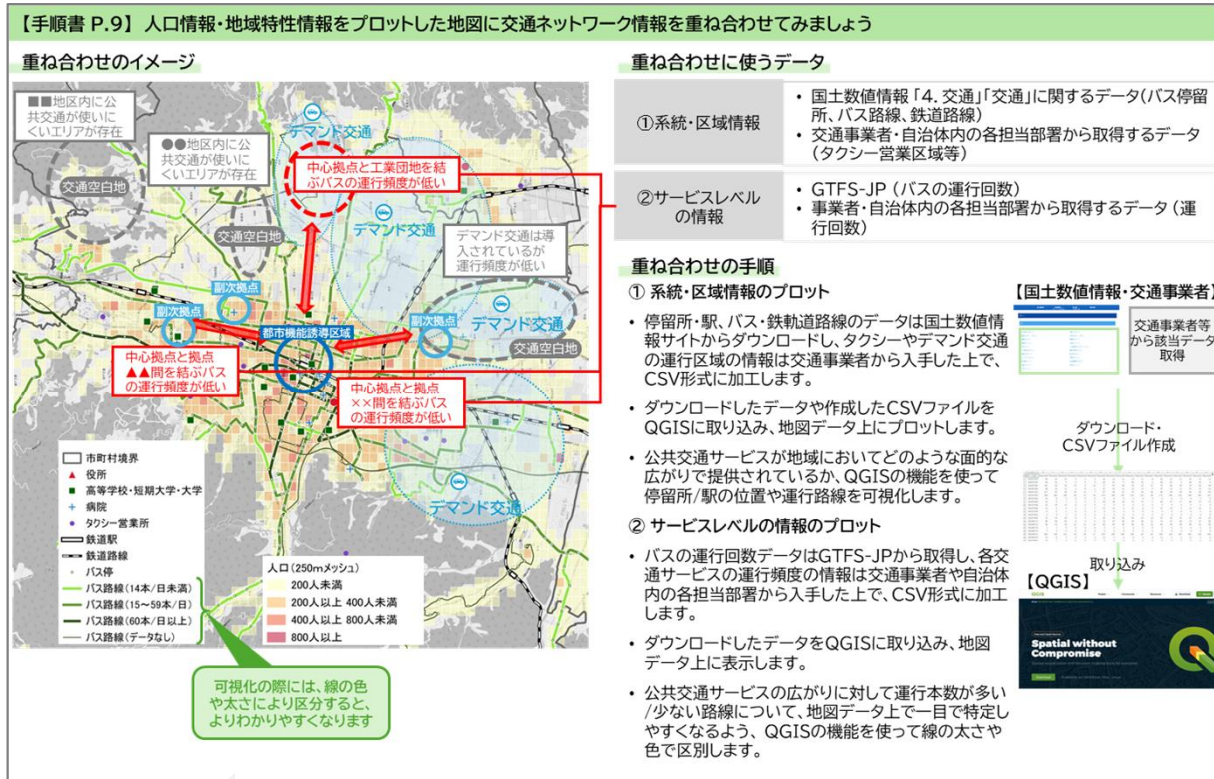 【手順書 P.9】 人口情報・地域特性情報をプロットした地図に交通ネットワーク情報を重ね合わせてみましょう
重ね合わせのイメージ
■■地区内に公
共交通が使いに
くいエリアが存在
●●地区内に公
共交通が使いに
くいエリアが存在
デマンド交通
中心拠点と工業団地を結
ぶバスの運行頻度が低い
交通空白地
交通空白地
デマンド交通
デマンド交通は導
入されているが
運行頻度が低い
副次拠点
副次拠点
都市機能誘導区域
副次拠点
デマンド交通
交通空白地
中心拠点と拠点
▲▲間を結ぶバス
の運行頻度が低い
中心拠点と拠点
××間を結ぶバス
の運行頻度が低い
デマンド交通
市町村境界
役所
高等学校・短期大学・大学
病院
タクシー営業所
鉄道駅
鉄道路線
バス停
バス路線(14本/日未満)
バス路線(15~59本/日)
バス路線(60本/日以上)
バス路線(データなし)
人口(250mメッシュ)
200人未満
200人以上 400人未満
400人以上 800人未満
800人以上
可視化の際には、線の色
や太さにより区分すると、
よりわかりやすくなります
重ね合わせに使うデータ
①系統・区域情報
• 国土数値情報「4. 交通」「交通」に関するデータ(バス停留
所、バス路線、鉄道路線)
• 交通事業者・自治体内の各担当部署から取得するデータ
(タクシー営業区域等)
②サービスレベル
の情報
• GTFS-JP (バスの運行回数)
• 事業者・自治体内の各担当部署から取得するデータ (運
行回数)
重ね合わせの手順
① 系統・区域情報のプロット
• 停留所・駅、バス・鉄軌道路線のデータは国土数値情
報サイトからダウンロードし、タクシーやデマンド交通
の運行区域の情報は交通事業者から入手した上で、
CSV形式に加工します。
• ダウンロードしたデータや作成したCSVファイルを
QGISに取り込み、地図データ上にプロットします。
• 公共交通サービスが地域においてどのような面的な
広がりで提供されているか、QGISの機能を使って
停留所/駅の位置や運行路線を可視化します。
② サービスレベルの情報のプロット
• バスの運行回数データはGTFS-JPから取得し、各交
通サービスの運行頻度の情報は交通事業者や自治体
内の各担当部署から入手した上で、CSV形式に加工
します。
• ダウンロードしたデータをQGISに取り込み、地図
データ上に表示します。
• 公共交通サービスの広がりに対して運行本数が多い
/少ない路線について、地図データ上で一目で特定し
やすくなるよう、QGISの機能を使って線の太さや
色で区別します。
【国土数値情報・交通事業者】
交通事業者等
から該当データ
取得
ダウンロード・
CSVファイル作成
取り込み
【QGIS】
QGIS
Spatial without
Compromise